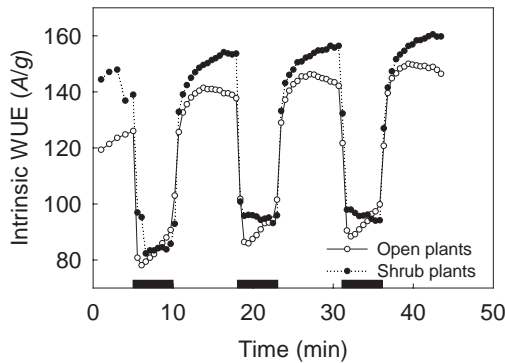 Intrinsic WUE (A/g)
160
140
120
100
80
Open plants
Shrub plants
0 10 20 30 40 50
Time (min)